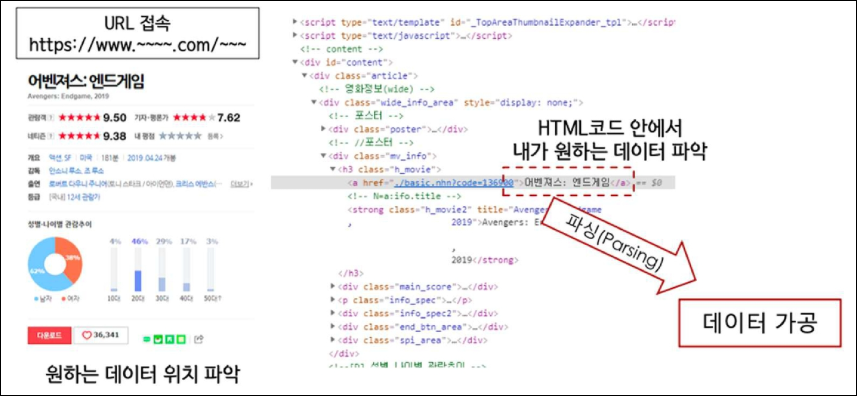 URL 접속
https://www.~~~~.com/~~~
어벤져스: 엔드게임
Avengers: Endgame, 2019
관람객 9.50 기자·평론가 7.62
네티즌 9.38 내 평점 등록
개요 액션, SF 미국 181분 2019.04.24 개봉
감독 안소니 루소, 조 루소
출연 로버트 다우니 주니어(토니 스타크 / 아이언맨), 크리스 에반스(... 더보기
등급 [국내] 12세 관람가
성별·나이별 관람추이
62% 38%
남자 여자
4% 46% 29% 17% 3%
10대 20대 30대 40대 50대↑
다운로드 36,341
원하는 데이터 위치 파악
<script type="text/template" id="_TopAreaThumbnailExpander_tpl">…</script>
<script type="text/javascript">…</script>
<!-- content -->
<div id="content">
<div class="article">
<!-- 영화정보(wide) -->
<div class="wide_info_area" style="display: none;">
<!-- 포스터 -->
<div class="poster">…</div>
<!-- //포스터 -->
<div class="mv_info">
<h3 class="h_movie">
<a href="./basic.nhn?code=136900">어벤져스: 엔드게임</a> == $0
<!-- N=a:ifo.title -->
<strong class="h_movie2" title="Avengers: Endgame
, 2019">Avengers: E
,
2019</strong>
</h3>
<div class="main_score">…</div>
<p class="info_spec">…</p>
<div class="info_spec2">…</div>
<div class="end_btn_area">…</div>
<div class="spi_area">…</div>
</div>
HTML코드 안에서
내가 원하는 데이터 파악
파싱(Parsing)
데이터 가공